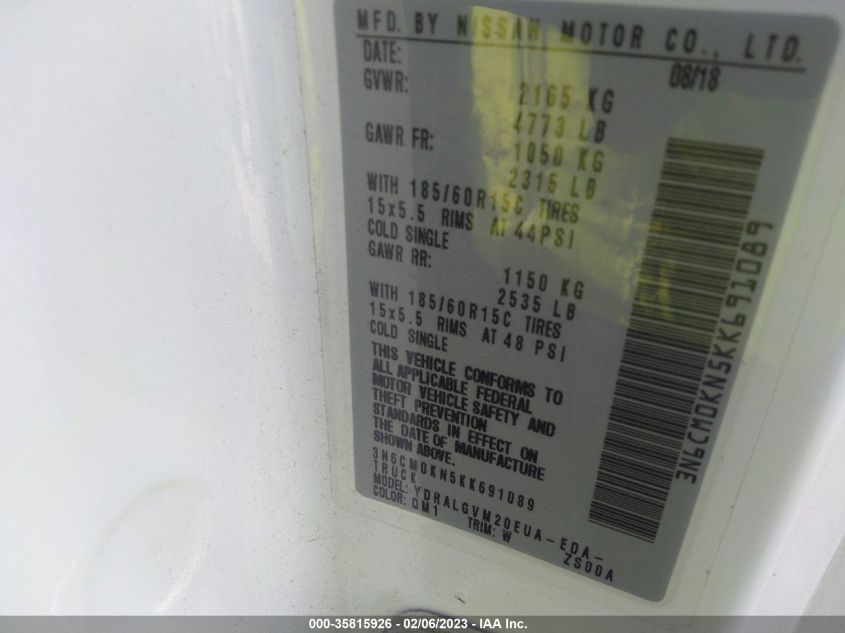 MFD. BY NISSAN MOTOR CO., LTD.
DATE: 08/18
GVWR: 2165 KG
4773 LB
GAWR FR: 1050 KG
2315 LB
WITH 185/60R15C TIRES
15x5.5 RIMS AT 44PSI
COLD SINGLE
GAWR RR: 1150 KG
2535 LB
WITH 185/60R15C TIRES
15x5.5 RIMS AT 48 PSI
COLD SINGLE
THIS VEHICLE CONFORMS TO
ALL APPLICABLE FEDERAL
MOTOR VEHICLE SAFETY AND
THEFT PREVENTION
STANDARDS IN EFFECT ON
THE DATE OF MANUFACTURE
SHOWN ABOVE.
3N6CM0KN5KK691089
TRUCK
MODEL: YDRALGVM20EUA-EDA-
ZS00A
COLOR: QM1 TRIM: W
3N6CM0KN5KK691089
000-35815926 - 02/06/2023 - IAA Inc.